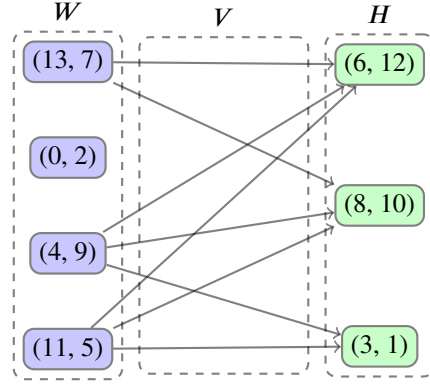 W V H
(13, 7) (6, 12)
(0, 2)
(8, 10)
(4, 9)
(11, 5) (3, 1)